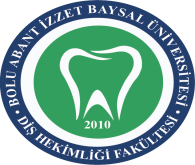 BOLU ABANT İZZET BAYSAL ÜNİVERSİTESİ
DİŞ HEKİMLİĞİ FAKÜLTESİ
2010